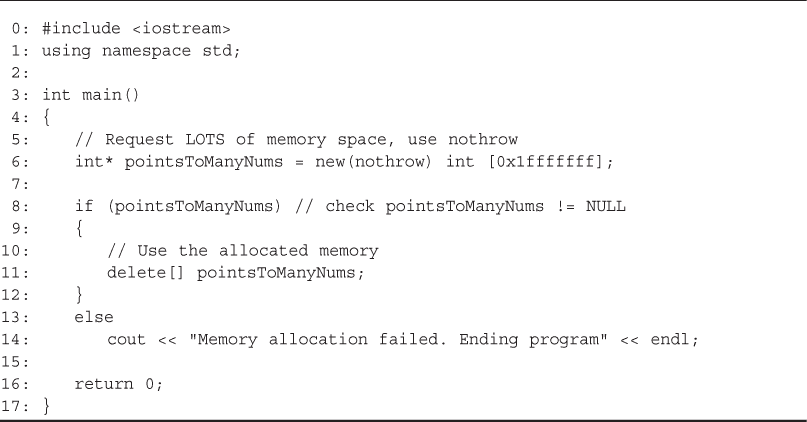 0: #include <iostream>
1: using namespace std;
2:
3: int main()
4: {
5:    // Request LOTS of memory space, use nothrow
6:    int* pointsToManyNums = new(nothrow) int [0x1fffffff];
7:
8:    if (pointsToManyNums) // check pointsToManyNums != NULL
9:    {
10:       // Use the allocated memory
11:       delete[] pointsToManyNums;
12:    }
13:    else
14:       cout << "Memory allocation failed. Ending program" << endl;
15:
16:    return 0;
17: }